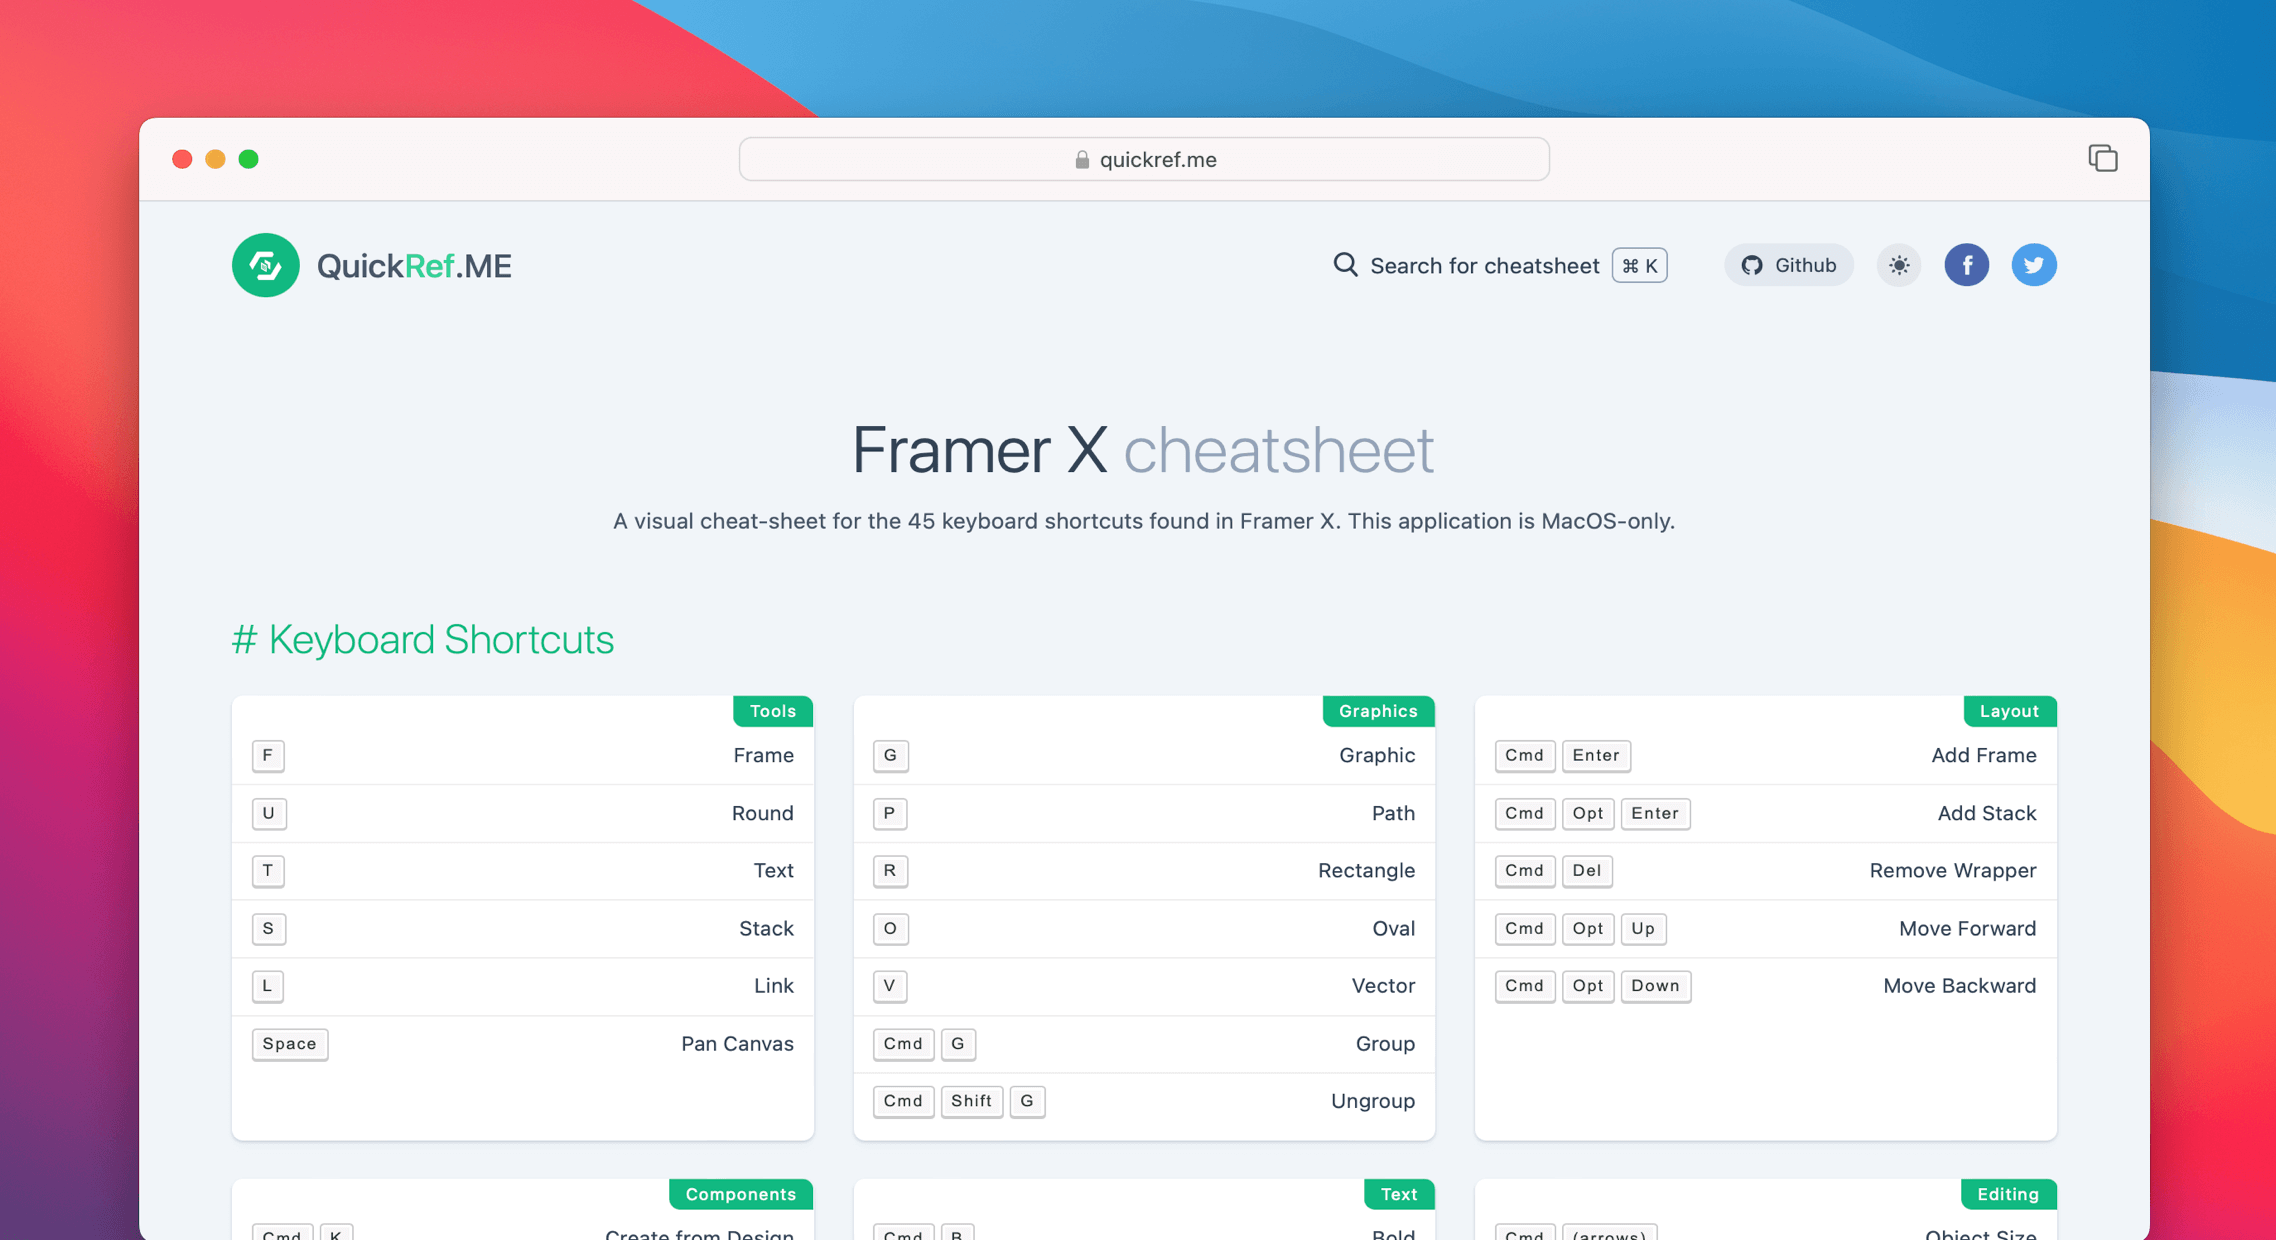 quickref.me
QuickRef.ME
Search for cheatsheet ⌘ K
Github
Framer X cheatsheet
A visual cheat-sheet for the 45 keyboard shortcuts found in Framer X. This application is MacOS-only.
# Keyboard Shortcuts
Tools
F Frame
U Round
T Text
S Stack
L Link
Space Pan Canvas
Graphics
G Graphic
P Path
R Rectangle
O Oval
V Vector
Cmd G Group
Cmd Shift G Ungroup
Layout
Cmd Enter Add Frame
Cmd Opt Enter Add Stack
Cmd Del Remove Wrapper
Cmd Opt Up Move Forward
Cmd Opt Down Move Backward
Components
Cmd K Create from Design
Text
Cmd B Bold
Editing
Cmd (arrows) Object Size